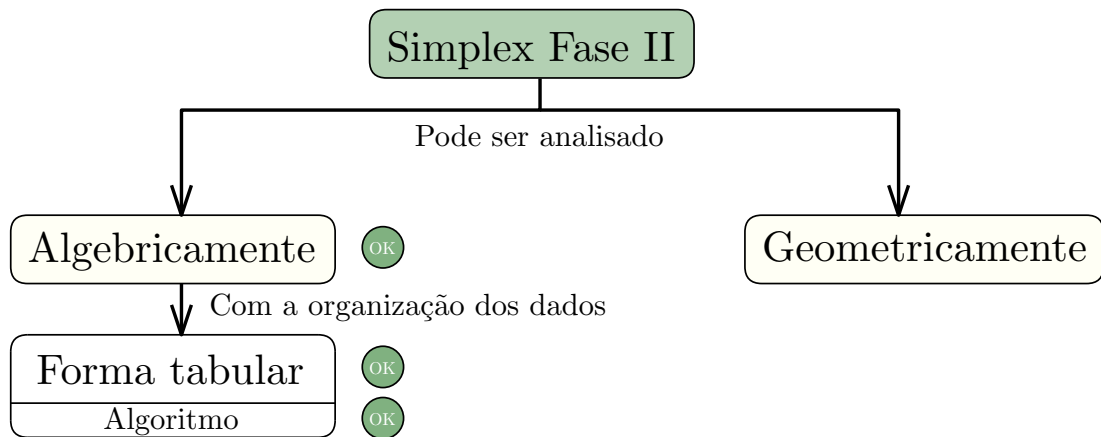 Simplex Fase II
Pode ser analisado
Algebricamente
OK
Geometricamente
Com a organização dos dados
Forma tabular
OK
Algoritmo
OK